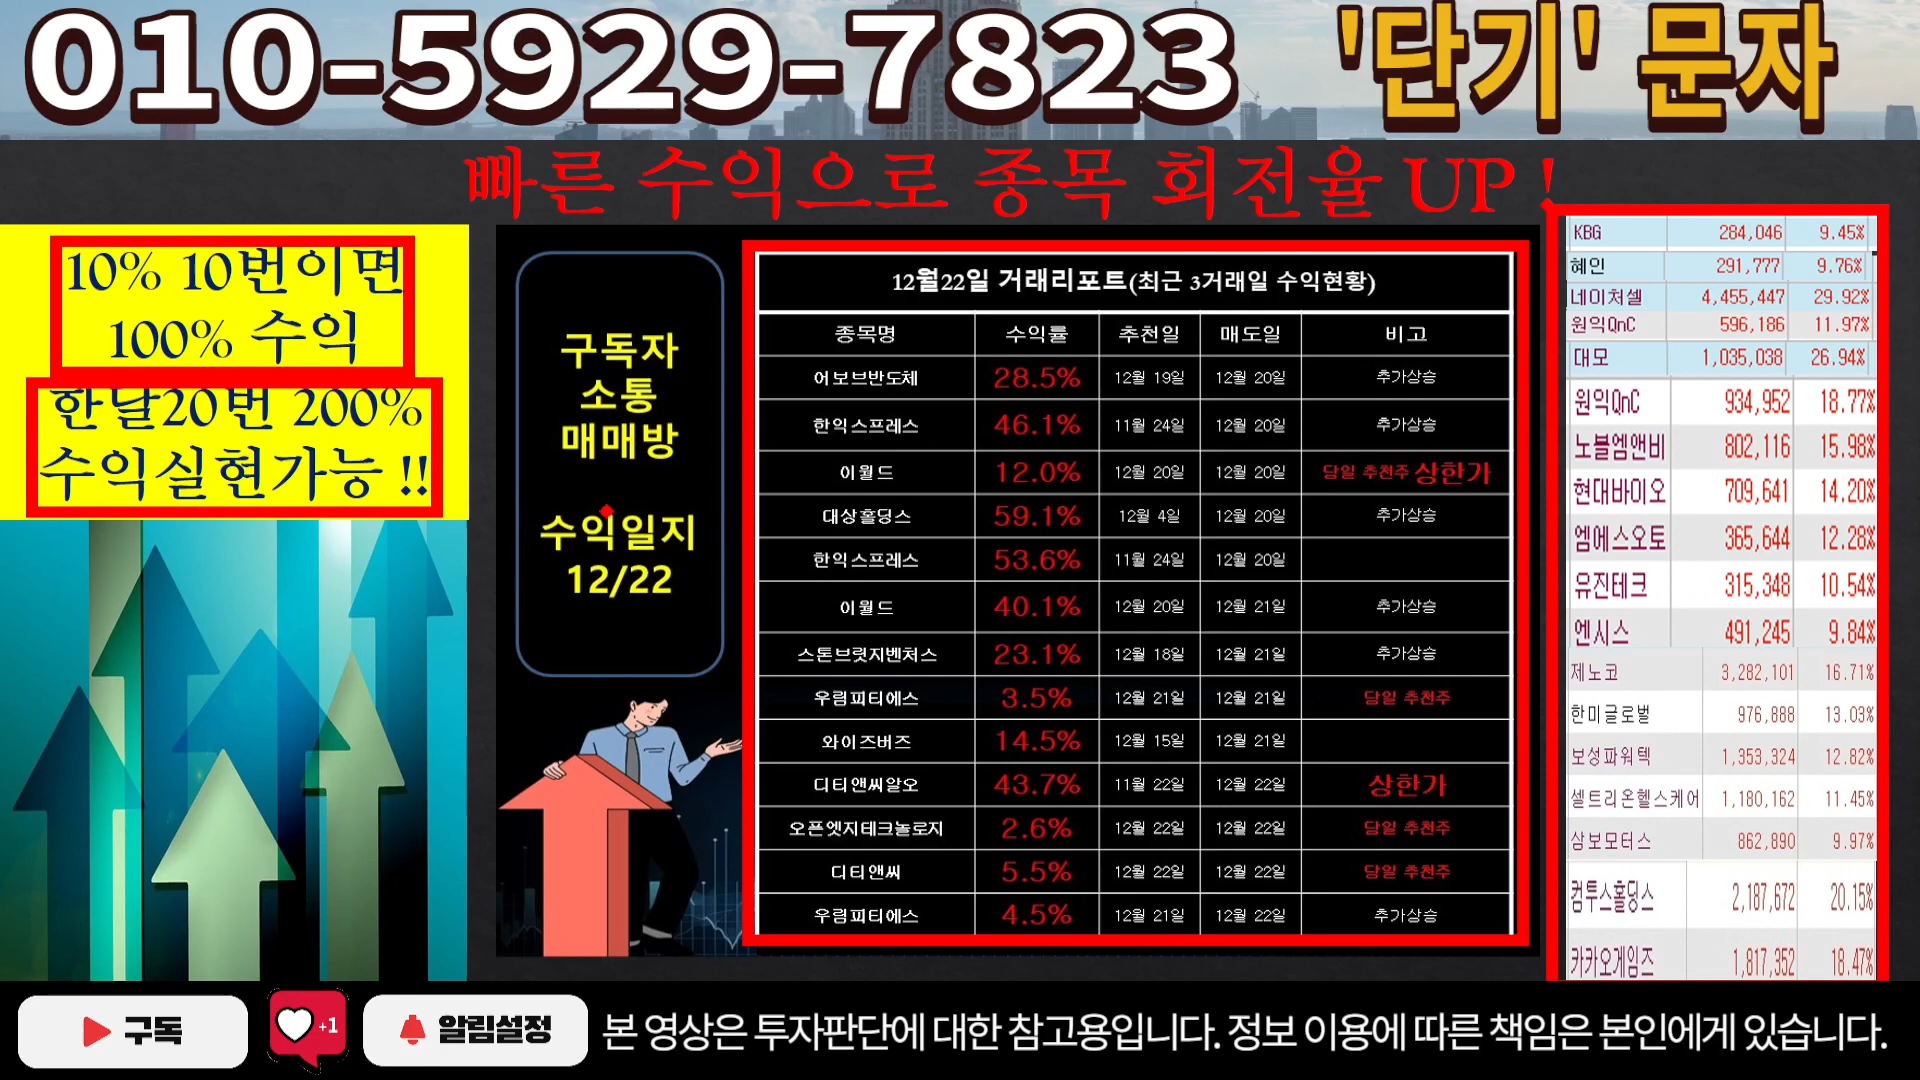 010-5929-7823 '단기' 문자
빠른 수익으로 종목 회전율 UP !
10% 10번이면
100% 수익
한달20번 200%
수익실현가능 !!
구독자
소통
매매방
수익일지
12/22
12월22일 거래리포트(최근 3거래일 수익현황)
종목명 수익률 추천일 매도일 비고
어보브반도체 28.5% 12월 19일 12월 20일 추가상승
한익스프레스 46.1% 11월 24일 12월 20일 추가상승
이월드 12.0% 12월 20일 12월 20일 당일 추천주 상한가
대상홀딩스 59.1% 12월 4일 12월 20일 추가상승
한익스프레스 53.6% 11월 24일 12월 20일
이월드 40.1% 12월 20일 12월 21일 추가상승
스톤브릿지벤처스 23.1% 12월 18일 12월 21일 추가상승
우림피티에스 3.5% 12월 21일 12월 21일 당일 추천주
와이즈버즈 14.5% 12월 15일 12월 21일
디티앤씨알오 43.7% 11월 22일 12월 22일 상한가
오픈엣지테크놀로지 2.6% 12월 22일 12월 22일 당일 추천주
디티앤씨 5.5% 12월 22일 12월 22일 당일 추천주
우림피티에스 4.5% 12월 21일 12월 22일 추가상승
KBG 284,046 9.45%
혜인 291,777 9.76%
네이처셀 4,455,447 29.92%
원익QnC 596,186 11.97%
대모 1,035,038 26.94%
원익QnC 934,952 18.77%
노블엠앤비 802,116 15.98%
현대바이오 709,641 14.20%
엠에스오토 365,644 12.28%
유진테크 315,348 10.54%
엔시스 491,245 9.84%
제노코 3,282,101 16.71%
한미글로벌 976,888 13.03%
보성파워텍 1,353,324 12.82%
셀트리온헬스케어 1,180,162 11.45%
삼보모터스 862,890 9.97%
컴투스홀딩스 2,187,672 20.15%
카카오게임즈 1,817,352 18.47%
구독 +1 알림설정 본 영상은 투자판단에 대한 참고용입니다. 정보 이용에 따른 책임은 본인에게 있습니다.